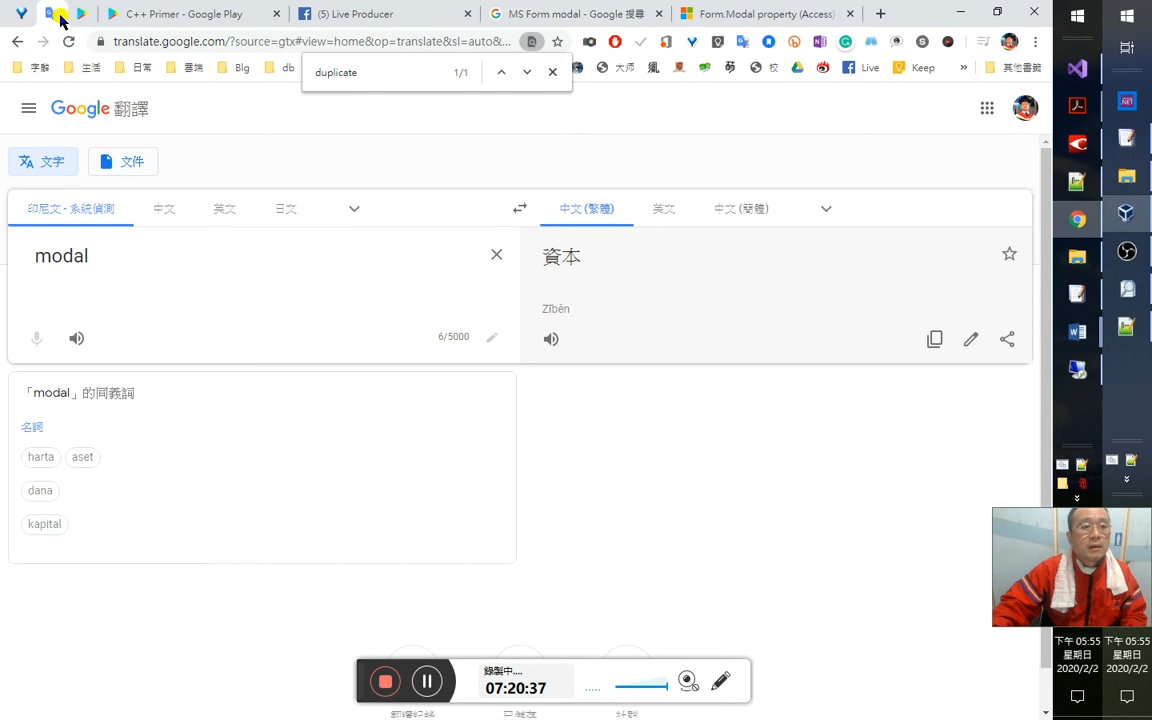 C++ Primer - Google Play
(5) Live Producer
MS Form modal - Google 搜尋
Form.Modal property (Access)
translate.google.com/?source=gtx#view=home&op=translate&sl=auto&...
duplicate
1/1
字辭
生活
日常
雲端
Blg
db
大师
校
Live
Keep
»
其他書籤
Google 翻譯
文字
文件
印尼文 - 系統偵測
中文
英文
日文
中文 (繁體)
英文
中文 (簡體)
modal
資本
Zīběn
6/5000
「modal」的同義詞
名詞
harta
aset
dana
kapital
錄製中....
07:20:37
下午 05:55
星期日
2020/2/2
下午 05:55
星期日
2020/2/2